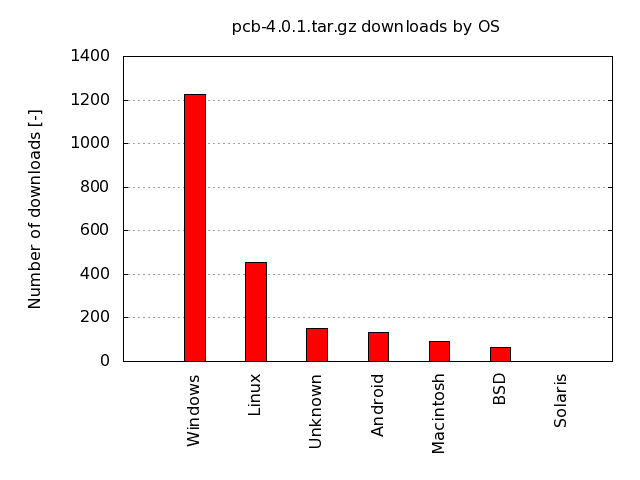 pcb-4.0.1.tar.gz downloads by OS
Number of downloads [-]
1400
1200
1000
800
600
400
200
0
Windows
Linux
Unknown
Android
Macintosh
BSD
Solaris